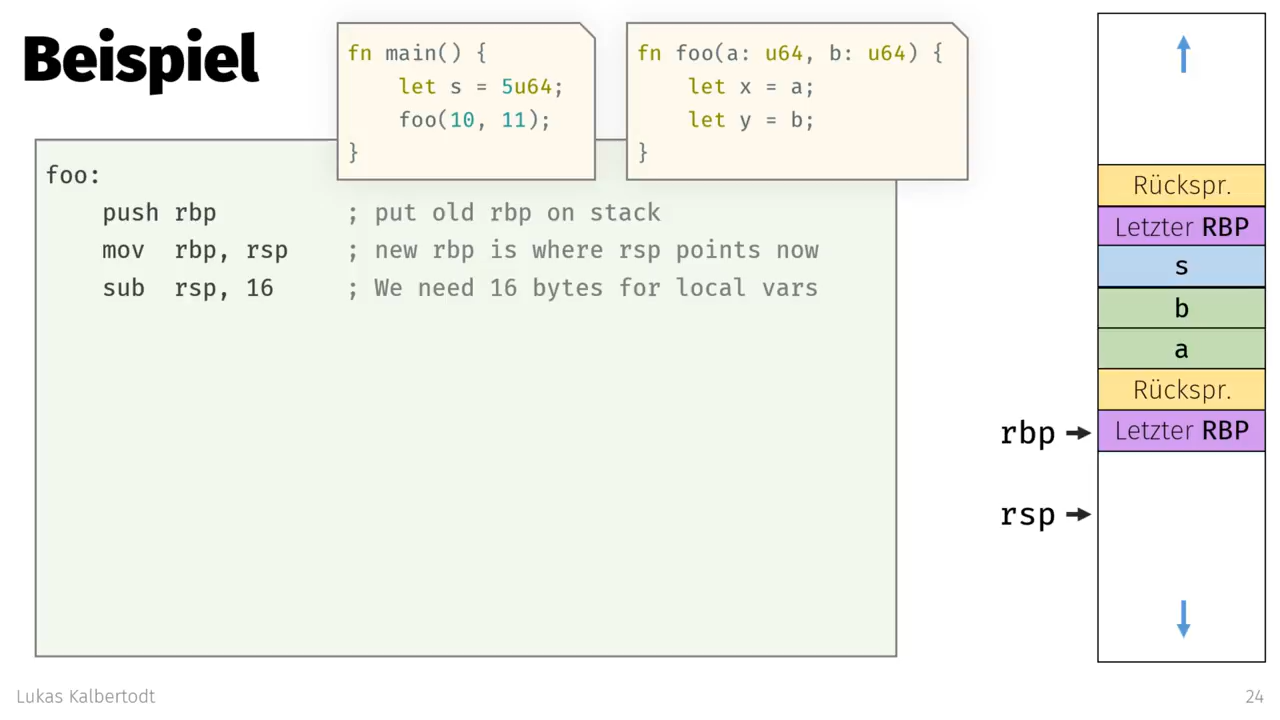 Beispiel
fn main() {
    let s = 5u64;
    foo(10, 11);
}
fn foo(a: u64, b: u64) {
    let x = a;
    let y = b;
}
foo:
    push rbp         ; put old rbp on stack
    mov  rbp, rsp    ; new rbp is where rsp points now
    sub  rsp, 16     ; We need 16 bytes for local vars
Rückspr.
Letzter RBP
s
b
a
Rückspr.
rbp
Letzter RBP
rsp
Lukas Kalbertodt
24